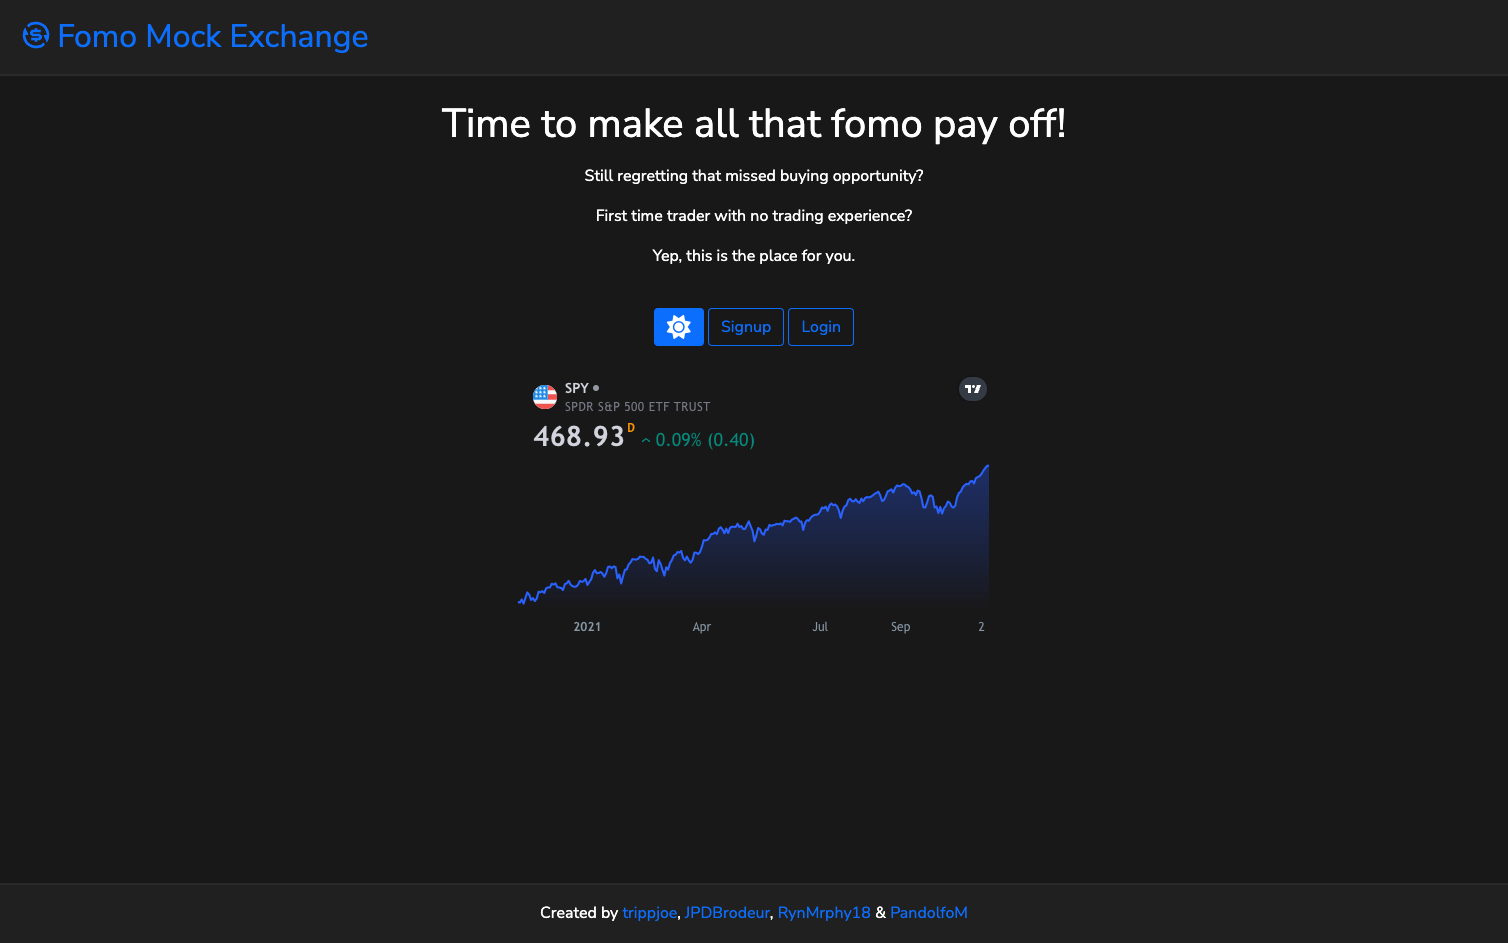 Fomo Mock Exchange
Time to make all that fomo pay off!
Still regretting that missed buying opportunity?
First time trader with no trading experience?
Yep, this is the place for you.
Signup Login
SPY
SPDR S&P 500 ETF TRUST
468.93 D 0.09% (0.40)
2021 Apr Jul Sep 2
Created by trippjoe, JPDBrodeur, RynMrphy18 & PandolfoM